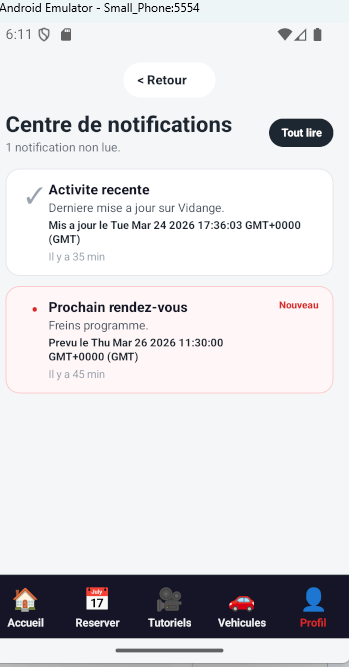 Android Emulator - Small_Phone:5554
6:11
< Retour
Centre de notifications
1 notification non lue.
Tout lire
Activite recente
Derniere mise a jour sur Vidange.
Mis a jour le Tue Mar 24 2026 17:36:03 GMT+0000
(GMT)
Il y a 35 min
Prochain rendez-vous
Nouveau
Freins programme.
Prevu le Thu Mar 26 2026 11:30:00
GMT+0000 (GMT)
Il y a 45 min
July
17
Accueil
Reserver
Tutoriels
Vehicules
Profil